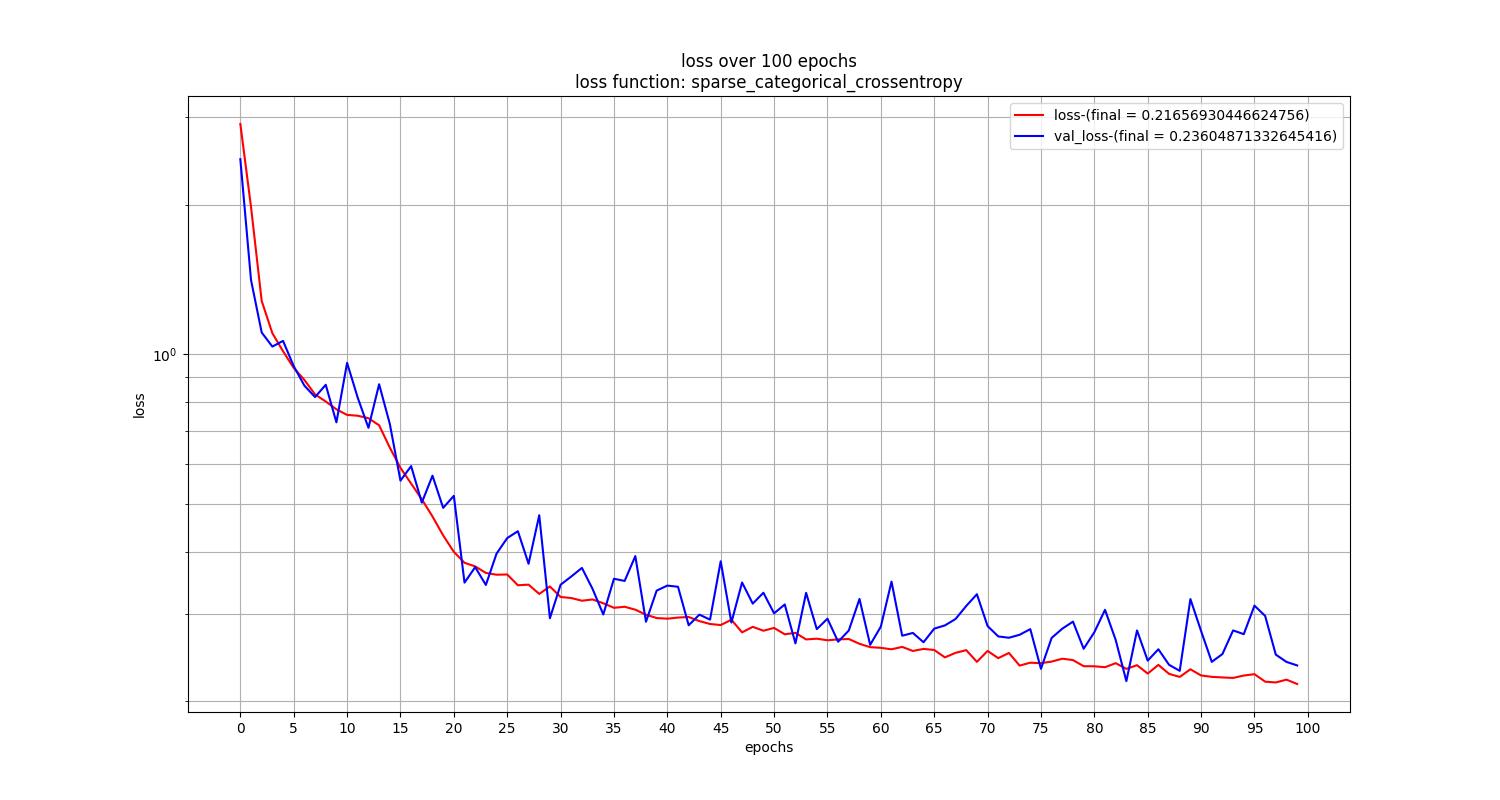 loss over 100 epochs
loss function: sparse_categorical_crossentropy
loss-(final = 0.21656930446624756)
val_loss-(final = 0.23604871332645416)
10⁰
loss
0 5 10 15 20 25 30 35 40 45 50 55 60 65 70 75 80 85 90 95 100
epochs